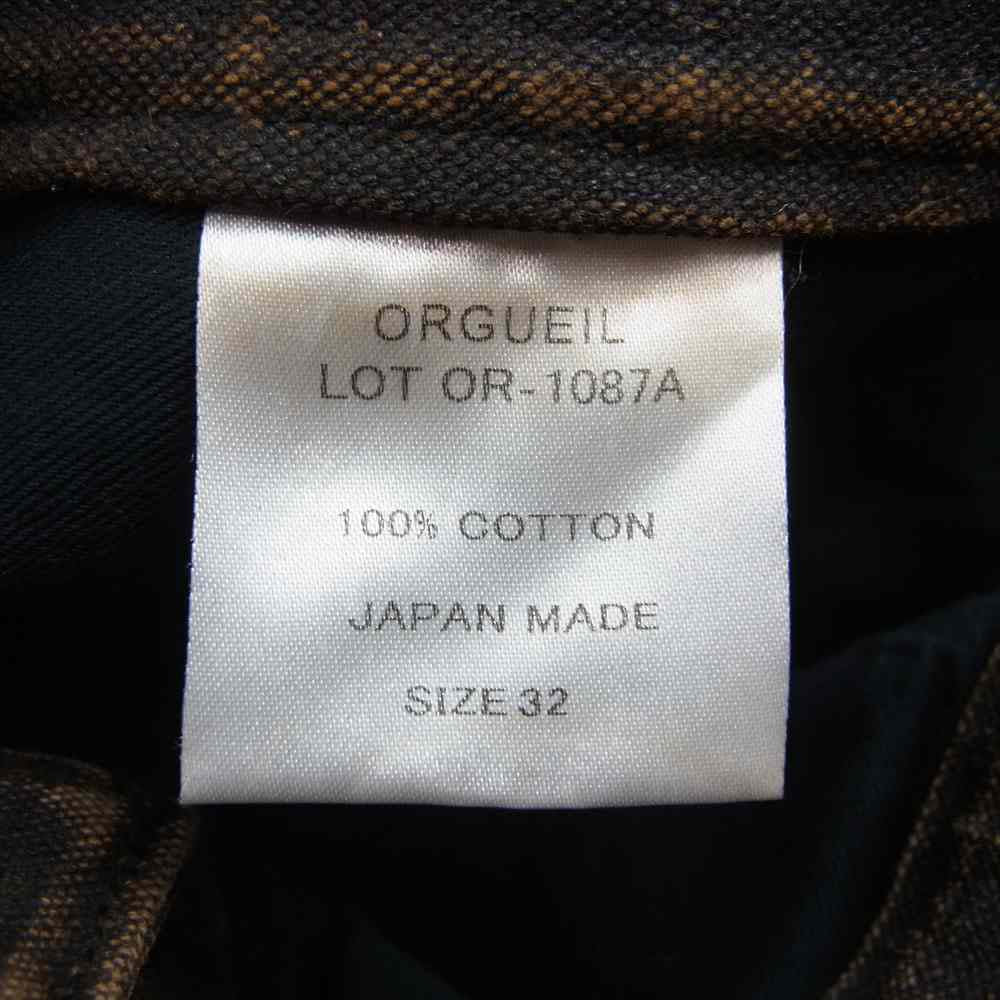 ORGUEIL
LOT OR-1087A
100% COTTON
JAPAN MADE
SIZE 32